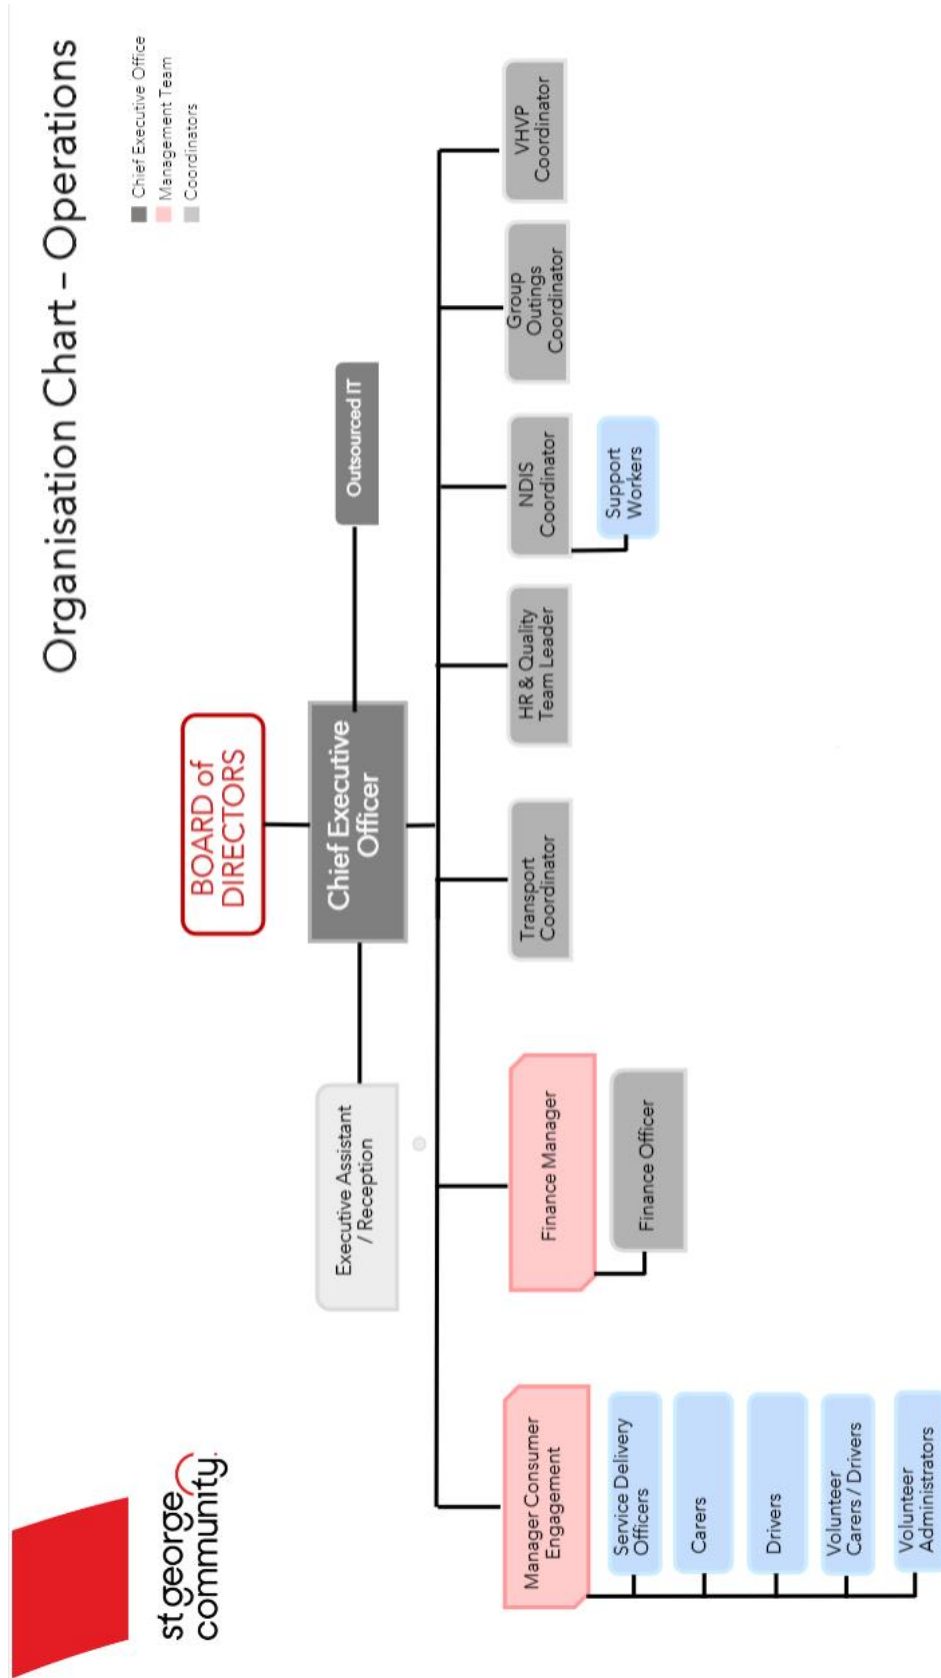 Organisation Chart – Operations
Chief Executive Office
Management Team
Coordinators
st george
community.
BOARD of
DIRECTORS
Chief Executive
Officer
Executive Assistant
/ Reception
Outsourced IT
Manager Consumer
Engagement
Service Delivery
Officers
Carers
Drivers
Volunteer
Carers / Drivers
Volunteer
Administrators
Finance Manager
Finance Officer
Transport
Coordinator
HR & Quality
Team Leader
NDIS
Coordinator
Support
Workers
Group
Outings
Coordinator
VHVP
Coordinator